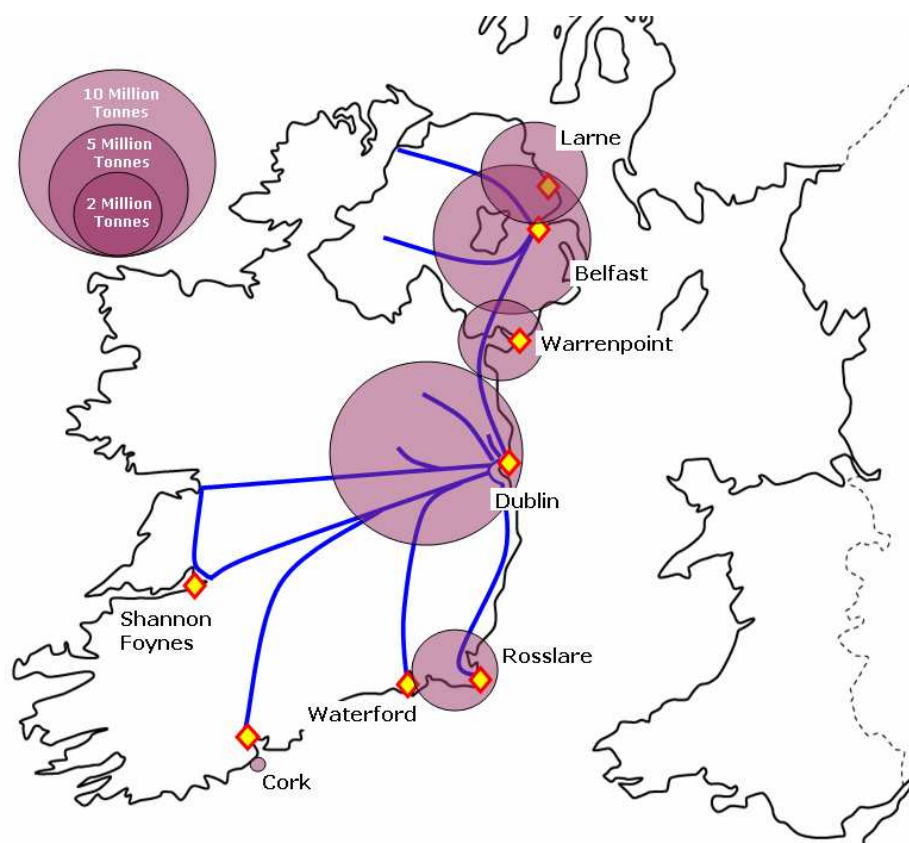 10 Million
Tonnes
5 Million
Tonnes
2 Million
Tonnes
Larne
Belfast
Warrenpoint
Dublin
Shannon
Foynes
Rosslare
Waterford
Cork